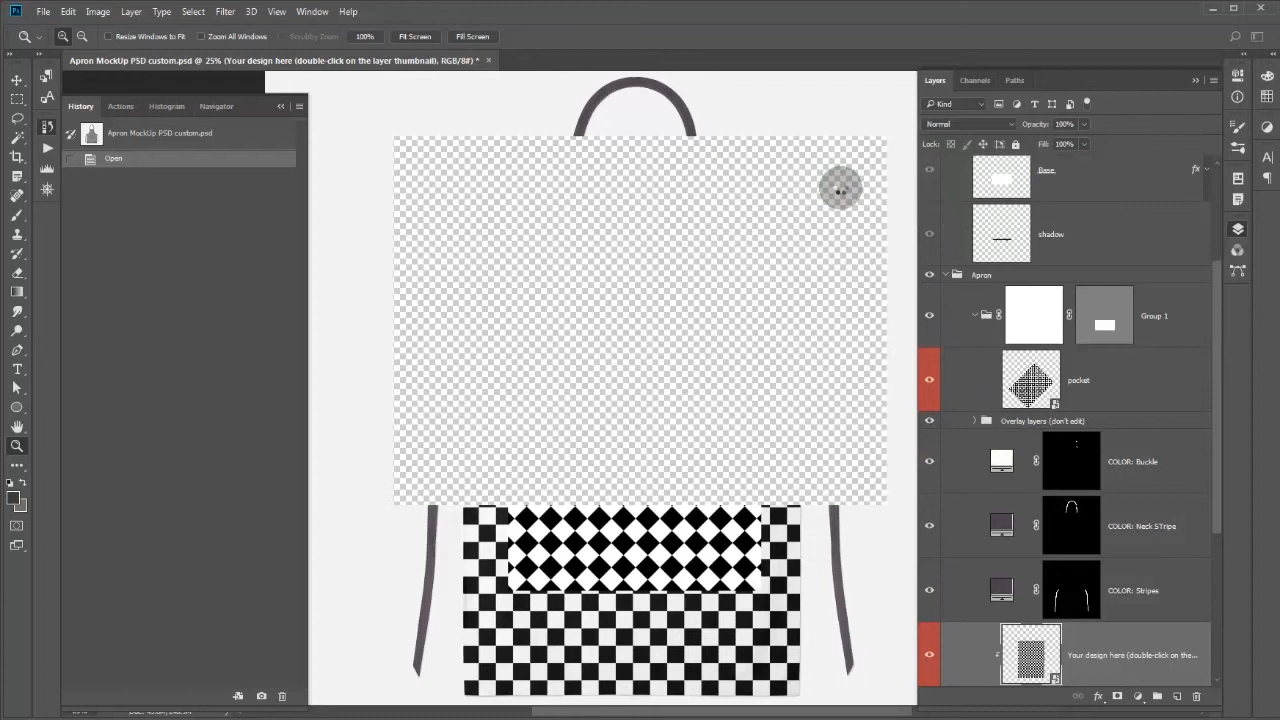 File Edit Image Layer Type Select Filter 3D View Window Help
Resize Windows to Fit Zoom All Windows Scrubby Zoom 100% Fit Screen Fill Screen
Apron MockUp PSD custom.psd @ 25% (Your design here (double-click on the layer thumbnail), RGB/8#) *
History Actions Histogram Navigator
Apron MockUp PSD custom.psd
Open
Layers Channels Paths
Kind
Normal Opacity: 100%
Lock: Fill: 100%
Base fx
shadow
Apron
Group 1
pocket
Overlay layers (don't edit)
COLOR: Buckle
COLOR: Neck STripe
COLOR: Stripes
Your design here (double-click on the...